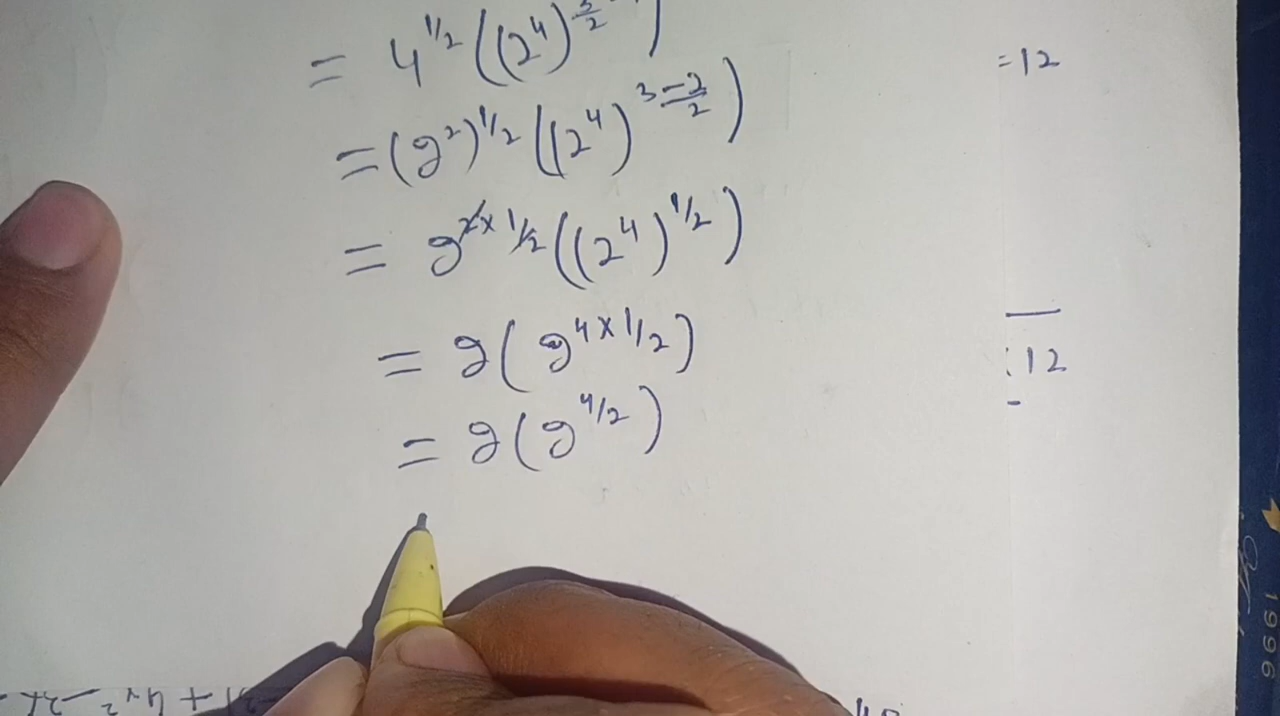 = 4^1/2 ((2^4)^3/2
= (2^2)^1/2 ((2^4)^(3-2)/2)
= 2^2×1/2 ((2^4)^1/2)
= 2(2^4×1/2)
= 2(2^4/2)
=12
:12
1996